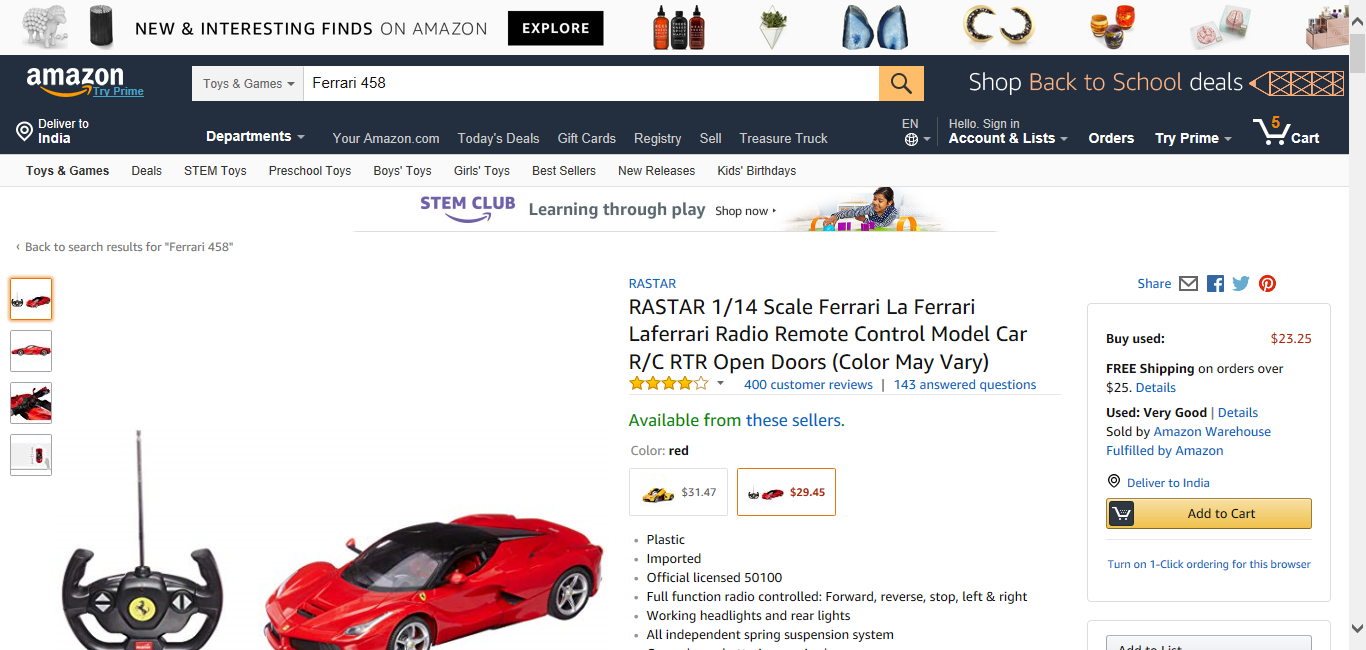 NEW & INTERESTING FINDS ON AMAZON EXPLORE
amazon
Try Prime
Toys & Games
Ferrari 458
Shop Back to School deals
Deliver to
India
Departments
Your Amazon.com
Today's Deals
Gift Cards
Registry
Sell
Treasure Truck
EN
Hello. Sign in
Account & Lists
Orders
Try Prime
5
Cart
Toys & Games
Deals
STEM Toys
Preschool Toys
Boys' Toys
Girls' Toys
Best Sellers
New Releases
Kids' Birthdays
STEM CLUB
Learning through play
Shop now ▸
‹ Back to search results for "Ferrari 458"
RASTAR
RASTAR 1/14 Scale Ferrari La Ferrari
Laferrari Radio Remote Control Model Car
R/C RTR Open Doors (Color May Vary)
400 customer reviews | 143 answered questions
Available from these sellers.
Color: red
$31.47
$29.45
• Plastic
• Imported
• Official licensed 50100
• Full function radio controlled: Forward, reverse, stop, left & right
• Working headlights and rear lights
• All independent spring suspension system
Share
Buy used: $23.25
FREE Shipping on orders over
$25. Details
Used: Very Good | Details
Sold by Amazon Warehouse
Fulfilled by Amazon
Deliver to India
Add to Cart
Turn on 1-Click ordering for this browser
Add to List